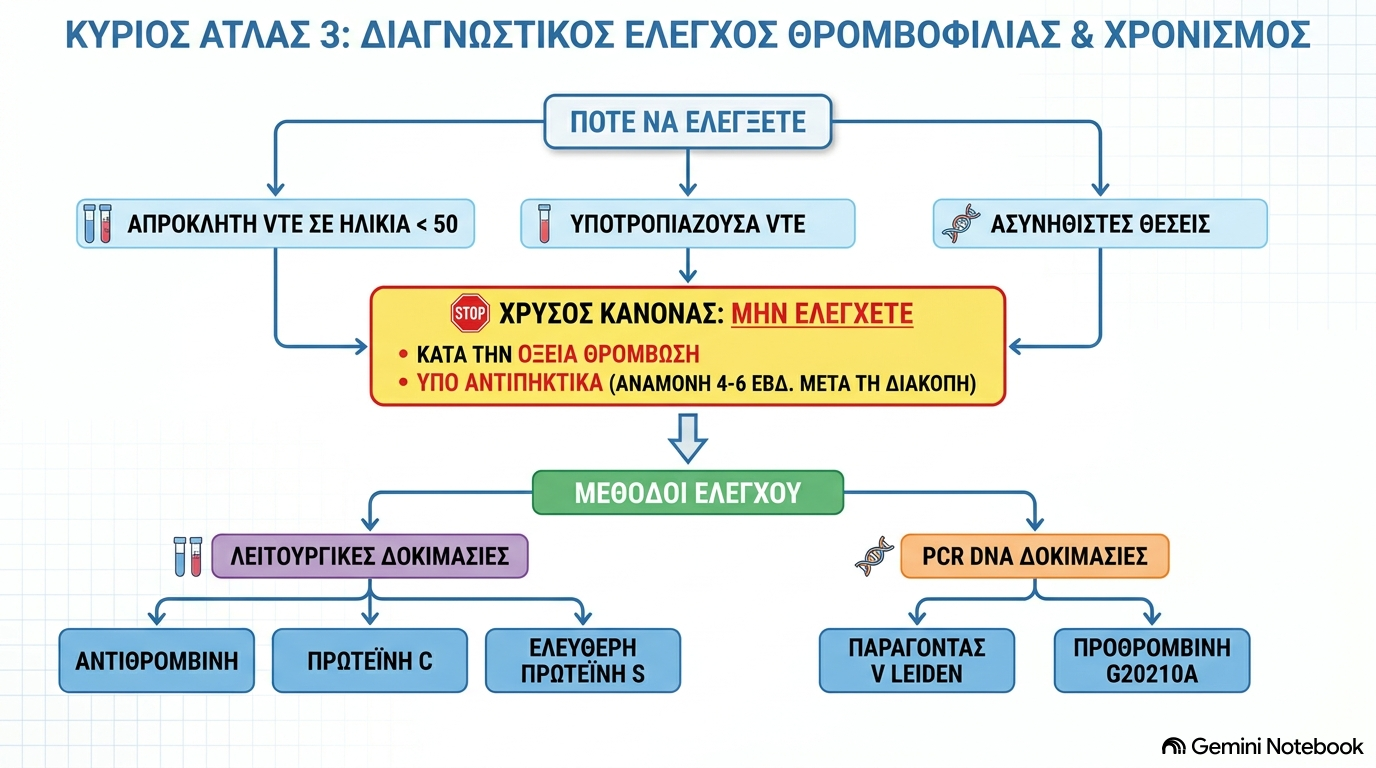 ΚΥΡΙΟΣ ΑΤΛΑΣ 3: ΔΙΑΓΝΩΣΤΙΚΟΣ ΕΛΕΓΧΟΣ ΘΡΟΜΒΟΦΙΛΙΑΣ & ΧΡΟΝΙΣΜΟΣ
ΠΟΤΕ ΝΑ ΕΛΕΓΞΕΤΕ
ΑΠΡΟΚΛΗΤΗ VTE ΣΕ ΗΛΙΚΙΑ < 50
ΥΠΟΤΡΟΠΙΑΖΟΥΣΑ VTE
ΑΣΥΝΗΘΙΣΤΕΣ ΘΕΣΕΙΣ
STOP ΧΡΥΣΟΣ ΚΑΝΟΝΑΣ: ΜΗΝ ΕΛΕΓΧΕΤΕ
• ΚΑΤΑ ΤΗΝ ΟΞΕΙΑ ΘΡΟΜΒΩΣΗ
• ΥΠΟ ΑΝΤΙΠΗΚΤΙΚΑ (ΑΝΑΜΟΝΗ 4-6 ΕΒΔ. ΜΕΤΑ ΤΗ ΔΙΑΚΟΠΗ)
ΜΕΘΟΔΟΙ ΕΛΕΓΧΟΥ
ΛΕΙΤΟΥΡΓΙΚΕΣ ΔΟΚΙΜΑΣΙΕΣ
PCR DNA ΔΟΚΙΜΑΣΙΕΣ
ΑΝΤΙΘΡΟΜΒΙΝΗ
ΠΡΩΤΕΪΝΗ C
ΕΛΕΥΘΕΡΗ
ΠΡΩΤΕΪΝΗ S
ΠΑΡΑΓΟΝΤΑΣ
V LEIDEN
ΠΡΟΘΡΟΜΒΙΝΗ
G20210A
Gemini Notebook